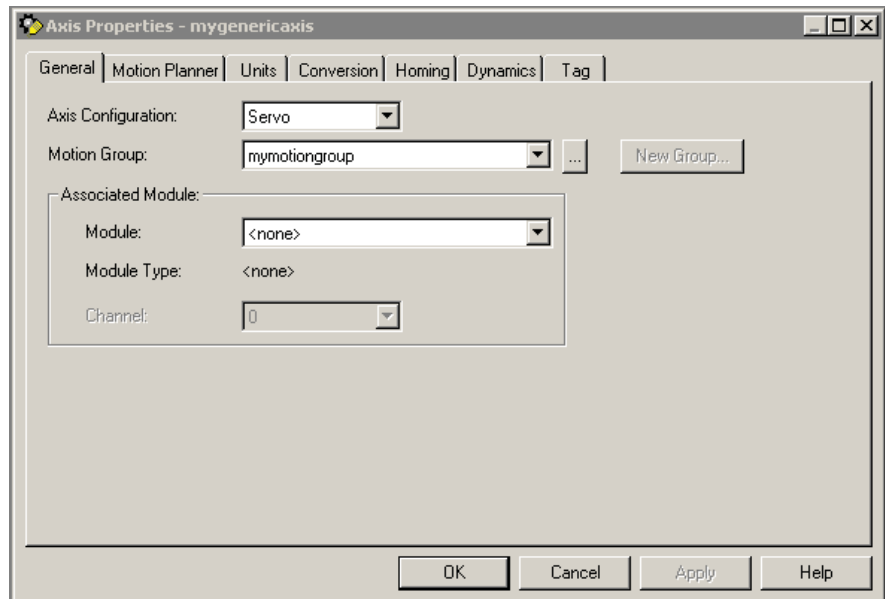 Axis Properties - mygenericaxis
General Motion Planner Units Conversion Homing Dynamics Tag
Axis Configuration: Servo
Motion Group: mymotiongroup ... New Group...
Associated Module:
Module: <none>
Module Type: <none>
Channel: 0
OK Cancel Apply Help